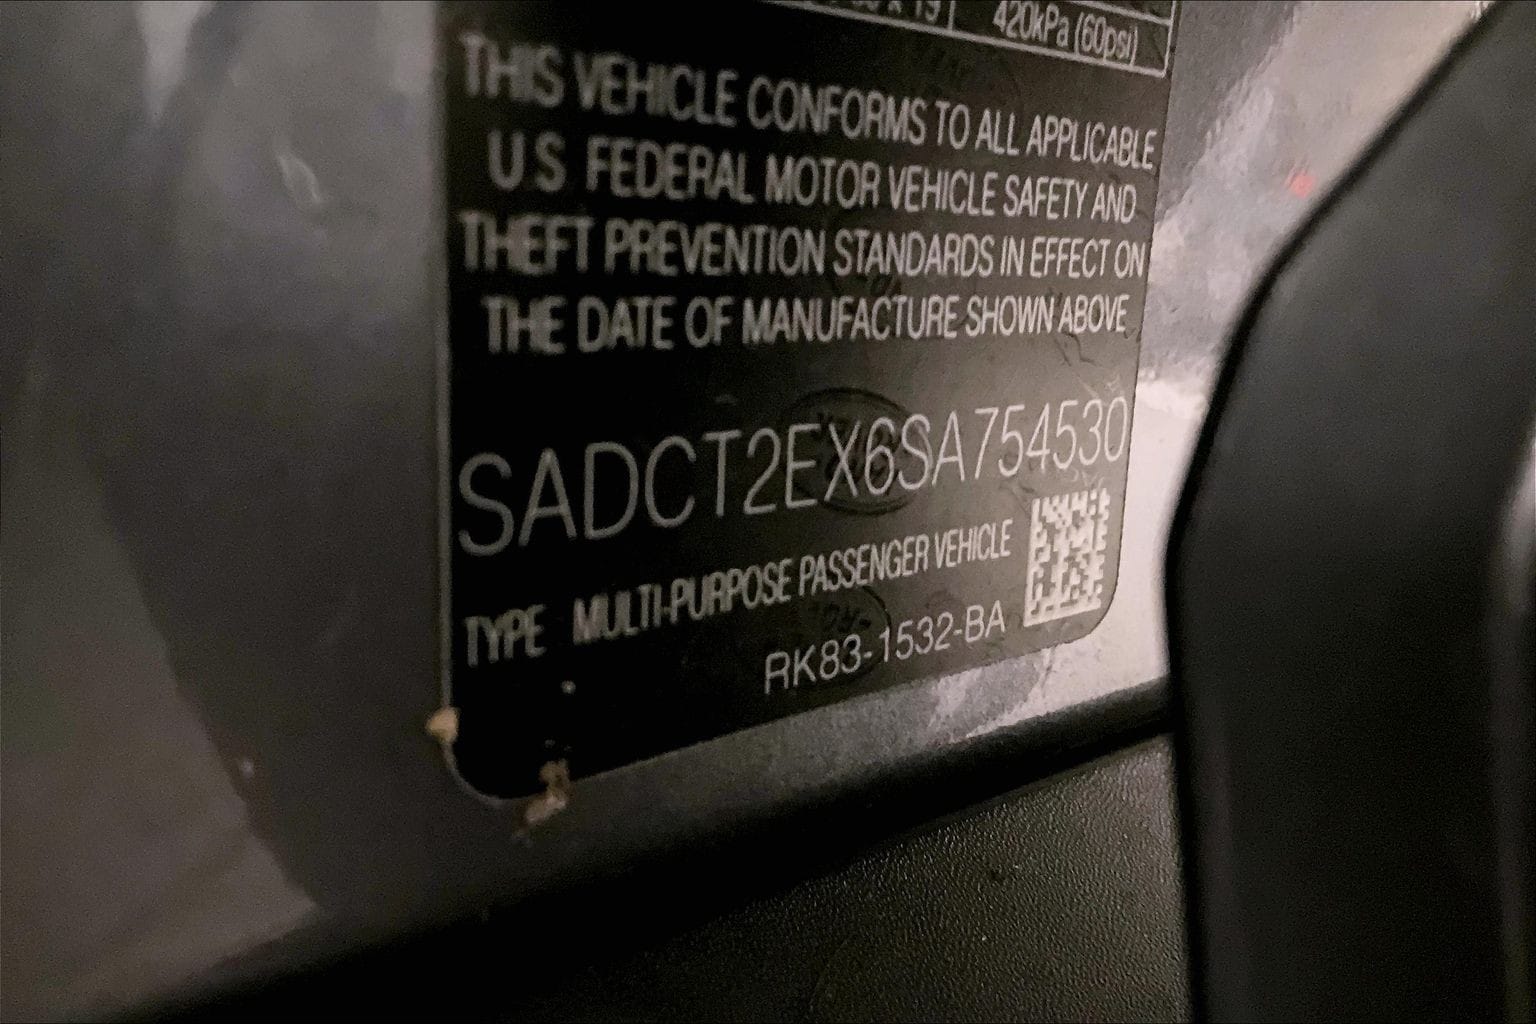 x 19 420kPa (60psi)
THIS VEHICLE CONFORMS TO ALL APPLICABLE
U.S FEDERAL MOTOR VEHICLE SAFETY AND
THEFT PREVENTION STANDARDS IN EFFECT ON
THE DATE OF MANUFACTURE SHOWN ABOVE
SADCT2EX6SA754530
TYPE MULTI-PURPOSE PASSENGER VEHICLE
RK83-1532-BA